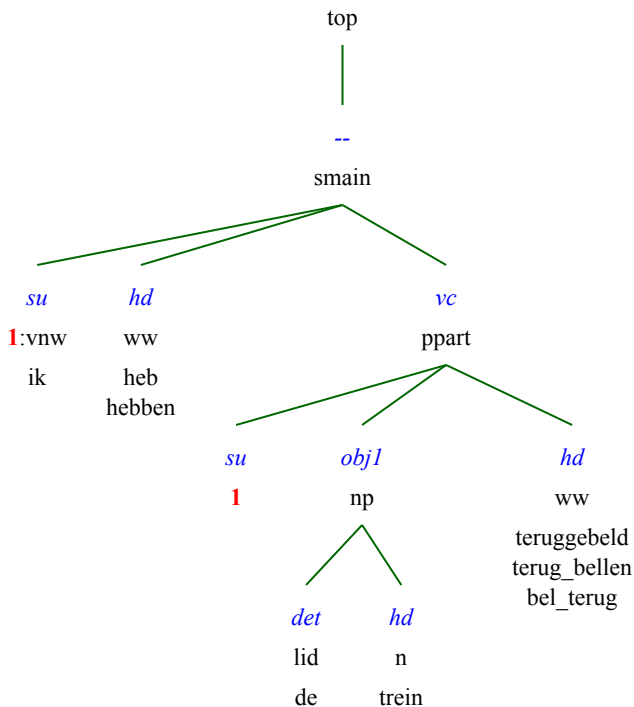 top
--
smain
su hd vc
1:vnw ww ppart
ik heb
hebben
su obj1 hd
1 np ww
teruggebeld
terug_bellen
bel_terug
det hd
lid n
de trein